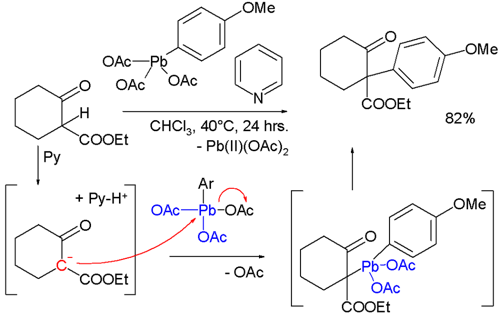 OMe
OAc
Pb
OAc
OAc
N
O
H
COOEt
CHCl3, 40°C, 24 hrs.
- Pb(II)(OAc)2
O
OMe
COOEt
82%
Py
+ Py-H+
O
C-
COOEt
Ar
OAc-Pb-OAc
OAc
- OAc
OMe
O
Pb
OAc
OAc
COOEt